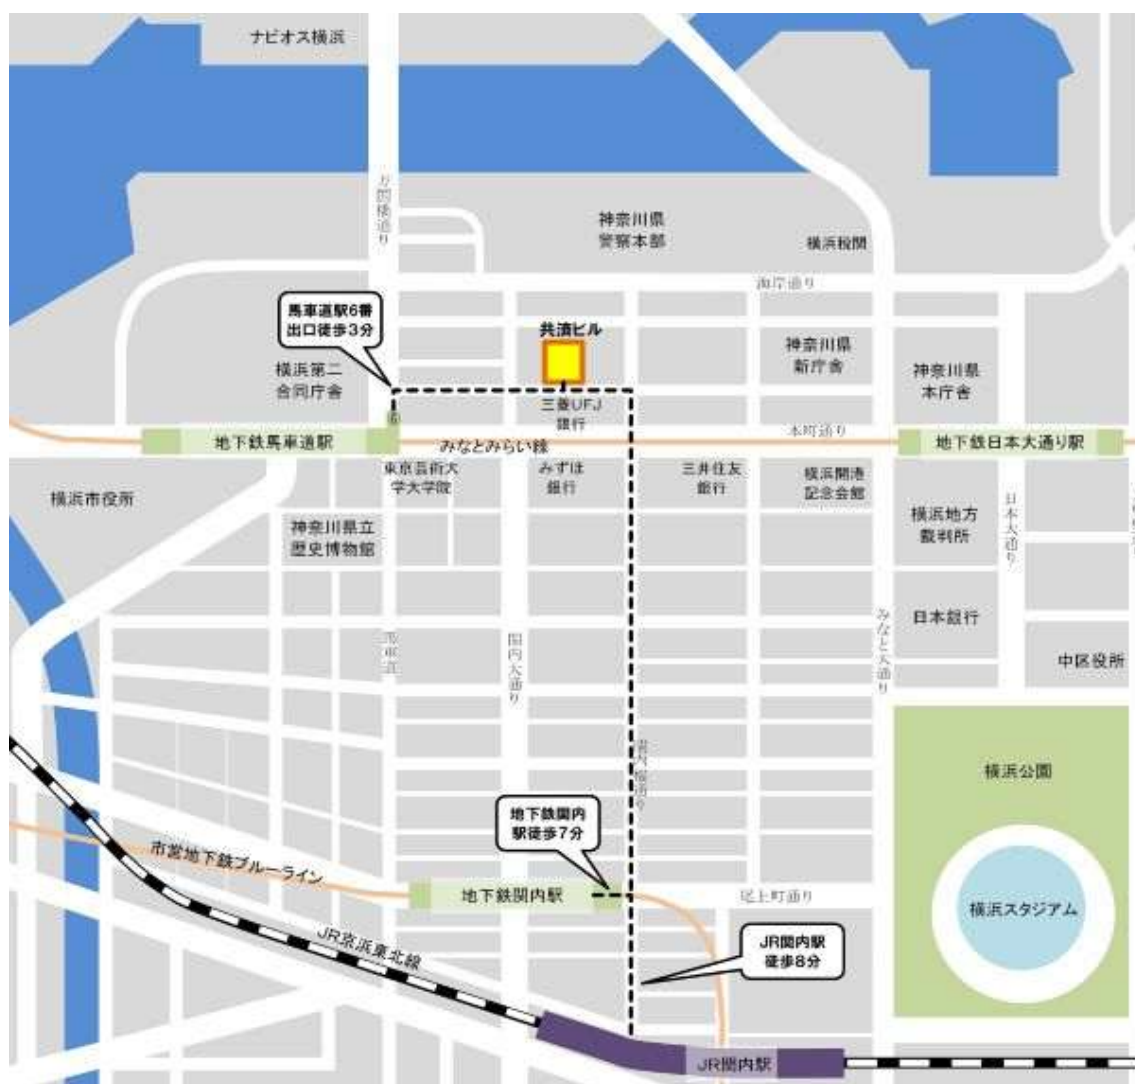 ナビオス横浜
万国橋通り
神奈川県
警察本部
横浜税関
海岸通り
馬車道駅6番
出口徒歩3分
共済ビル
横浜第二
合同庁舎
神奈川県
新庁舎
神奈川県
本庁舎
三菱UFJ
銀行
6
本町通り
地下鉄馬車道駅
みなとみらい線
地下鉄日本大通り駅
東京芸術大
学大学院
みずほ
銀行
三井住友
銀行
横浜開港
記念会館
横浜市役所
日本大通り
横浜地方
裁判所
神奈川県立
歴史博物館
日本銀行
みなと大通り
馬車道
関内大通り
中区役所
関内桜通り
横浜公園
地下鉄関内
駅徒歩7分
市営地下鉄ブルーライン
地下鉄関内駅
尾上町通り
横浜スタジアム
JR京浜東北線
JR関内駅
徒歩8分
JR関内駅